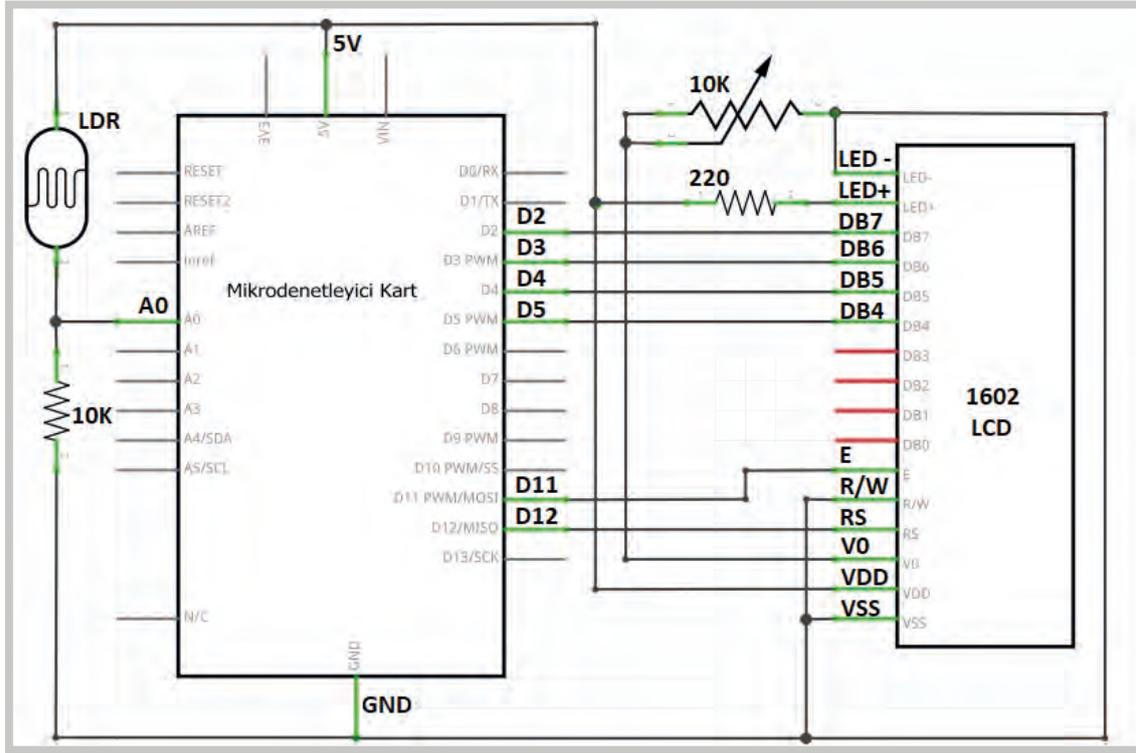 5V
LDR
10K
3V3
5V
VIN
RESET
RESET2
AREF
ioref
A0
A0
A1
A2
A3
10K
A4/SDA
A5/SCL
N/C
Mikrodenetleyici Kart
D0/RX
D1/TX
D2
D2
D3
D3 PWM
D4
D4
D5
D5 PWM
D6 PWM
D7
D8
D9 PWM
D10 PWM/SS
D11
D11 PWM/MOSI
D12
D12/MISO
D13/SCK
GND
GND
10K
220
LED -
LED-
LED+
LED+
DB7
DB7
DB6
DB6
DB5
DB5
DB4
DB4
DB3
DB2
DB1
DB0
E
E
R/W
R/W
RS
RS
V0
V0
VDD
VDD
VSS
VSS
1602
LCD